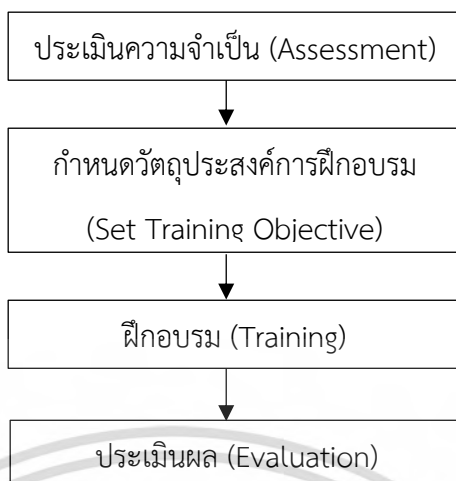 ประเมินความจำเป็น (Assessment)
กำหนดวัตถุประสงค์การฝึกอบรม
(Set Training Objective)
ฝึกอบรม (Training)
ประเมินผล (Evaluation)